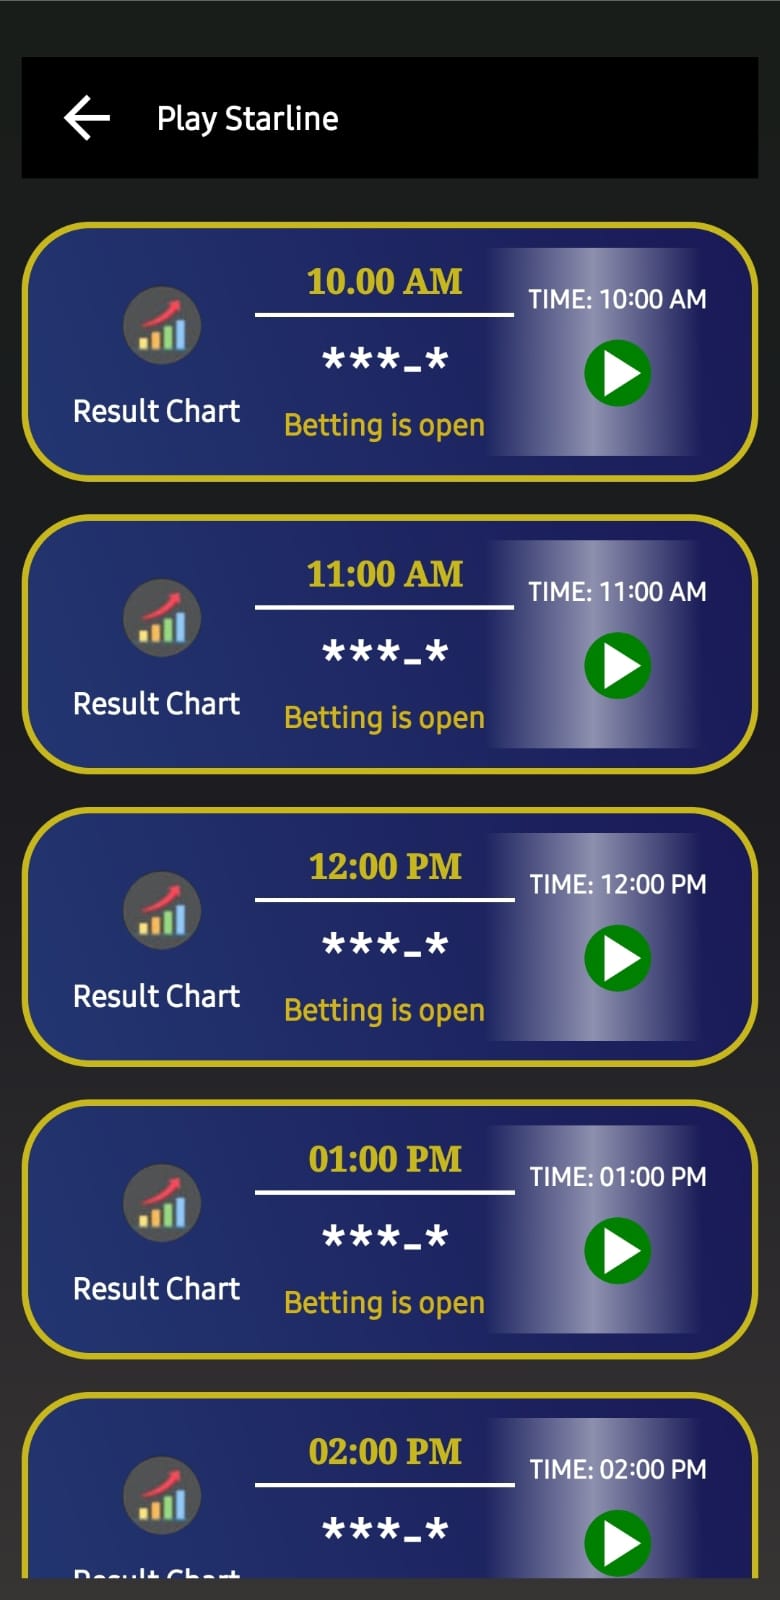 Play Starline
10.00 AM
TIME: 10:00 AM
***-*
Result Chart
Betting is open
11:00 AM
TIME: 11:00 AM
***-*
Result Chart
Betting is open
12:00 PM
TIME: 12:00 PM
***-*
Result Chart
Betting is open
01:00 PM
TIME: 01:00 PM
***-*
Result Chart
Betting is open
02:00 PM
TIME: 02:00 PM
***-*
Result Chart